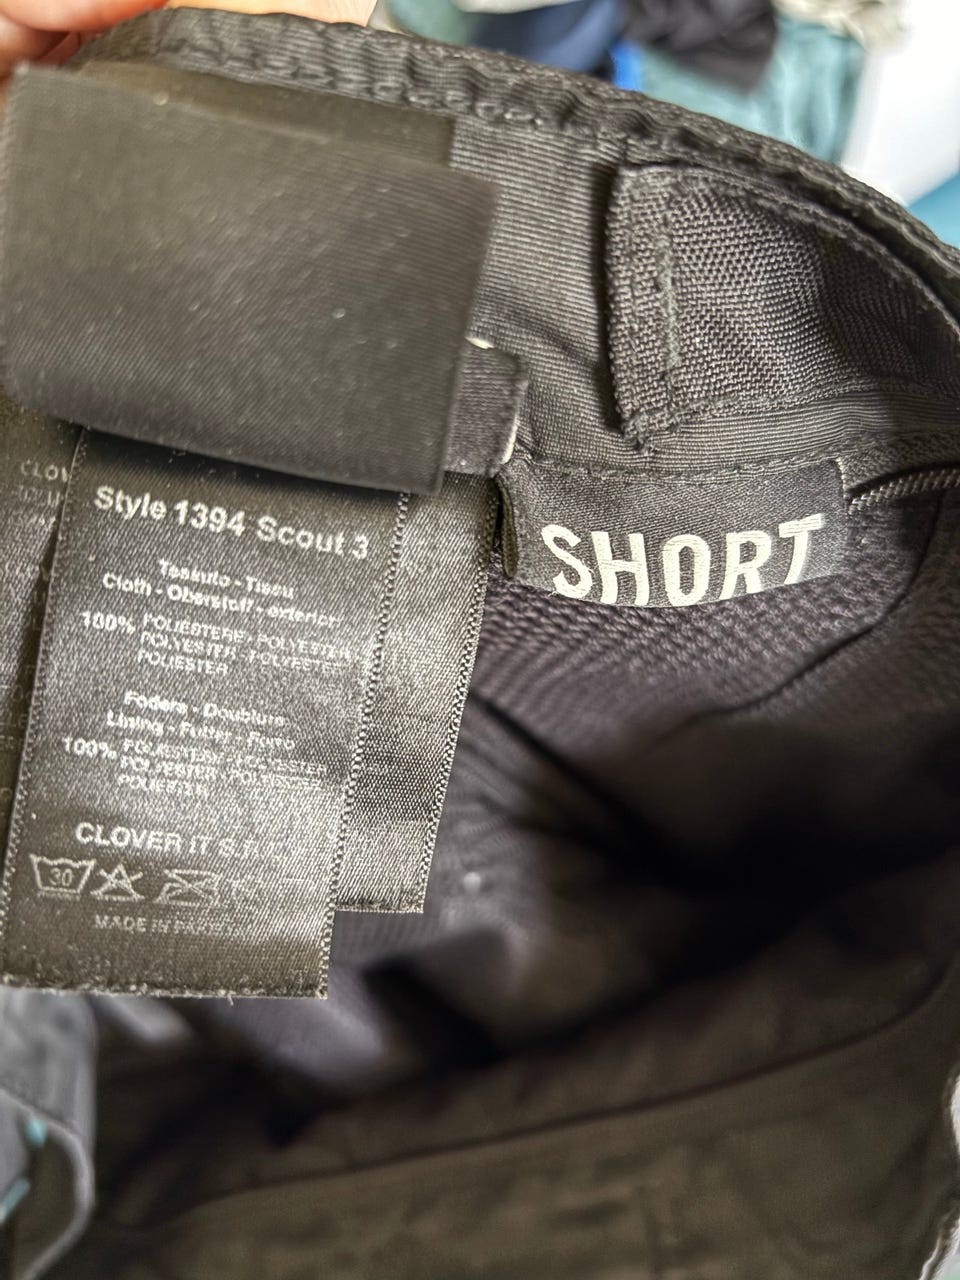 Style 1394 Scout 3
Tessuto - Tissu
Cloth - Oberstoff - exterior:
100% POLIESTERE - POLYESTER
POLYESTER - POLYESTER
POLIESTER
Fodera - Doublure
Lining - Futter - Forro
100% POLIESTERE - POLYESTER
POLYESTER - POLYESTER
POLIESTER
CLOVER IT S.R.L.
30
MADE IN PAKISTAN
SHORT